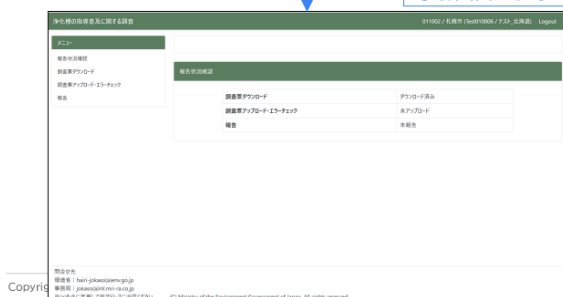 浄化槽の指導普及に関する調査
011002 / 札幌市 (Test010006 / テスト_北海道) Logout
メニュー
報告状況確認
調査票ダウンロード
調査票アップロード・エラーチェック
報告
報告状況確認
調査票ダウンロード ダウンロード済み
調査票アップロード・エラーチェック 未アップロード
報告 未報告
問合せ先
環境省：hairi-jokaso(a)env.go.jp
事務局：jokaso(a)ml.mri-ra.co.jp
(C) Ministry of the Environment Government of Japan. All rights reserved.
Copyrig